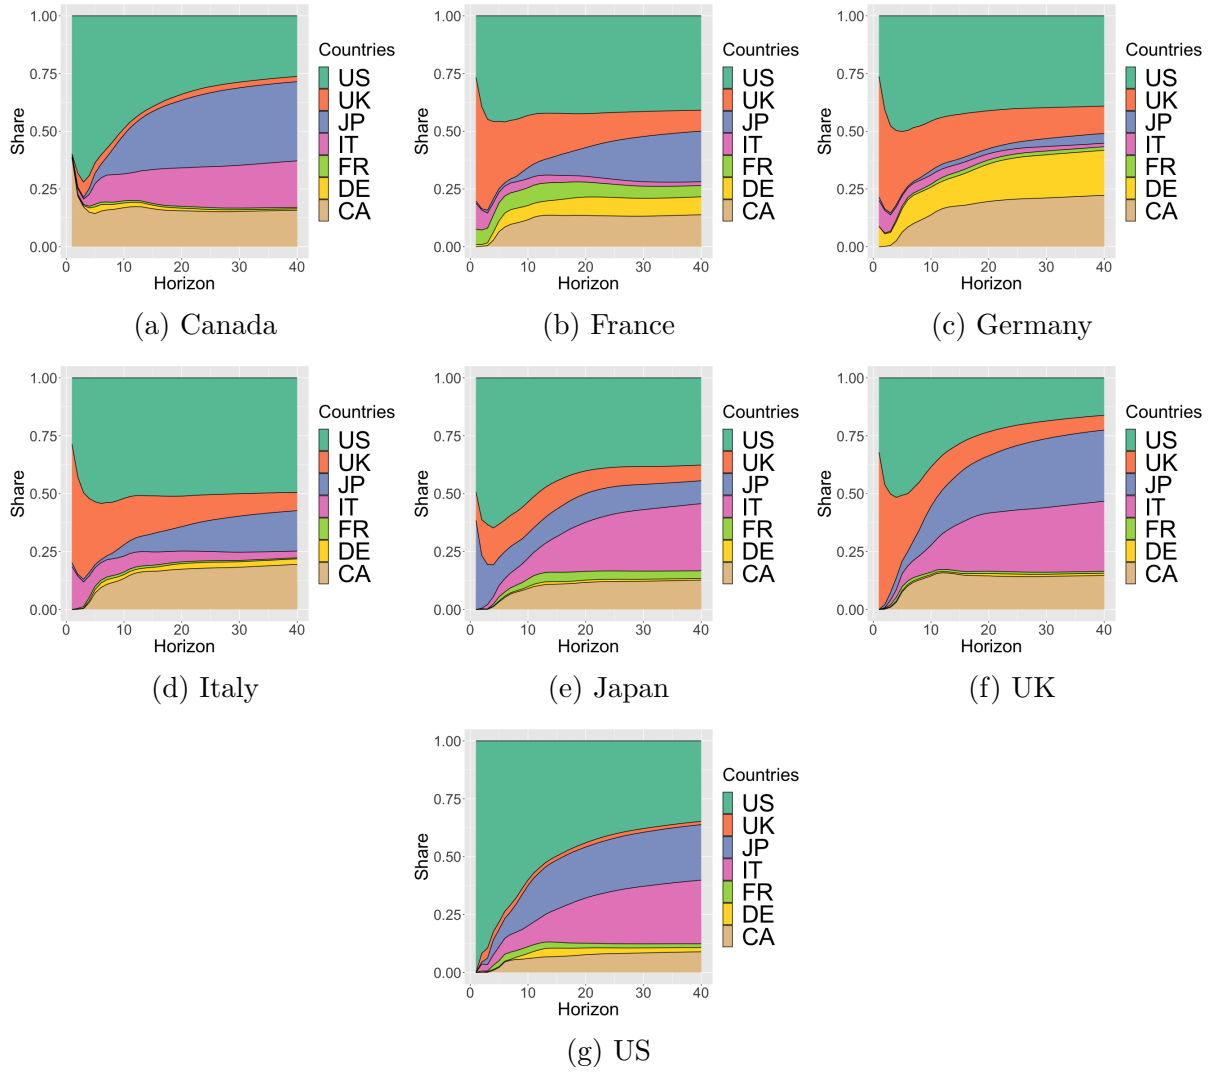 1.00
0.75
0.50
0.25
0.00
Share
0 10 20 30 40
Horizon
Countries
US
UK
JP
IT
FR
DE
CA
(a) Canada
1.00
0.75
0.50
0.25
0.00
Share
0 10 20 30 40
Horizon
Countries
US
UK
JP
IT
FR
DE
CA
(b) France
1.00
0.75
0.50
0.25
0.00
Share
0 10 20 30 40
Horizon
Countries
US
UK
JP
IT
FR
DE
CA
(c) Germany
1.00
0.75
0.50
0.25
0.00
Share
0 10 20 30 40
Horizon
Countries
US
UK
JP
IT
FR
DE
CA
(d) Italy
1.00
0.75
0.50
0.25
0.00
Share
0 10 20 30 40
Horizon
Countries
US
UK
JP
IT
FR
DE
CA
(e) Japan
1.00
0.75
0.50
0.25
0.00
Share
0 10 20 30 40
Horizon
Countries
US
UK
JP
IT
FR
DE
CA
(f) UK
1.00
0.75
0.50
0.25
0.00
Share
0 10 20 30 40
Horizon
Countries
US
UK
JP
IT
FR
DE
CA
(g) US